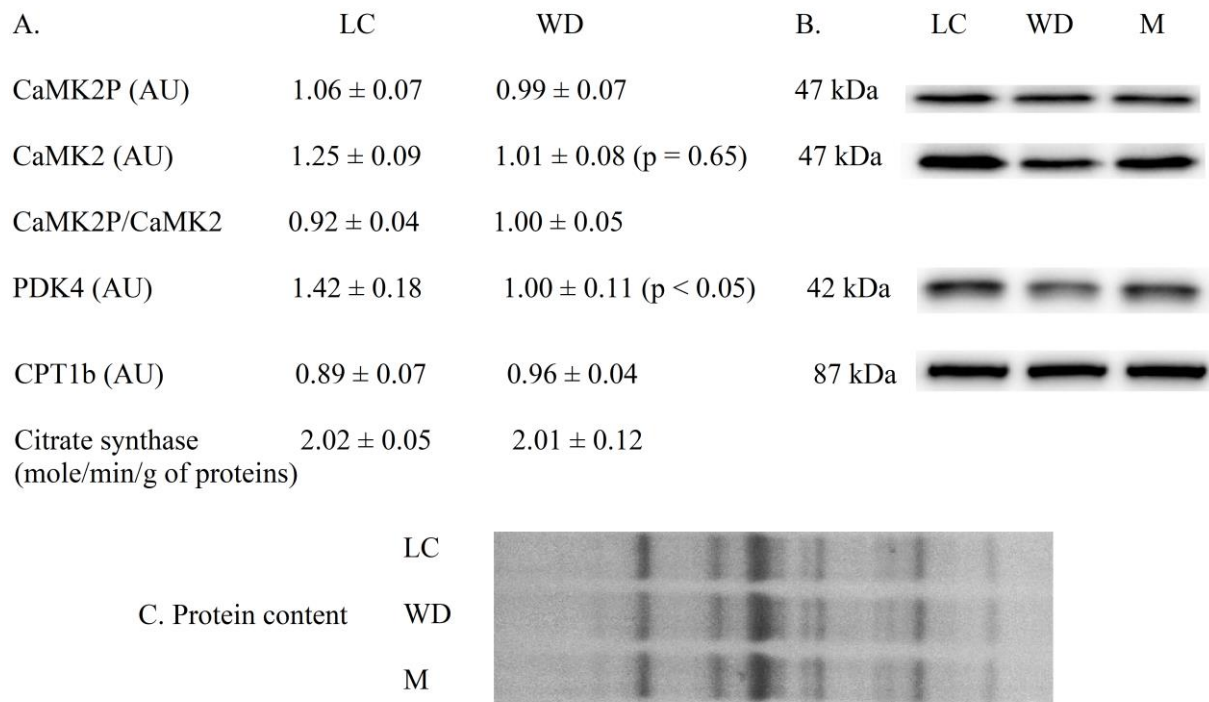 A. LC WD B. LC WD M
CaMK2P (AU) 1.06 ± 0.07 0.99 ± 0.07 47 kDa
CaMK2 (AU) 1.25 ± 0.09 1.01 ± 0.08 (p = 0.65) 47 kDa
CaMK2P/CaMK2 0.92 ± 0.04 1.00 ± 0.05
PDK4 (AU) 1.42 ± 0.18 1.00 ± 0.11 (p < 0.05) 42 kDa
CPT1b (AU) 0.89 ± 0.07 0.96 ± 0.04 87 kDa
Citrate synthase 2.02 ± 0.05 2.01 ± 0.12
(mole/min/g of proteins)
LC
C. Protein content WD
M